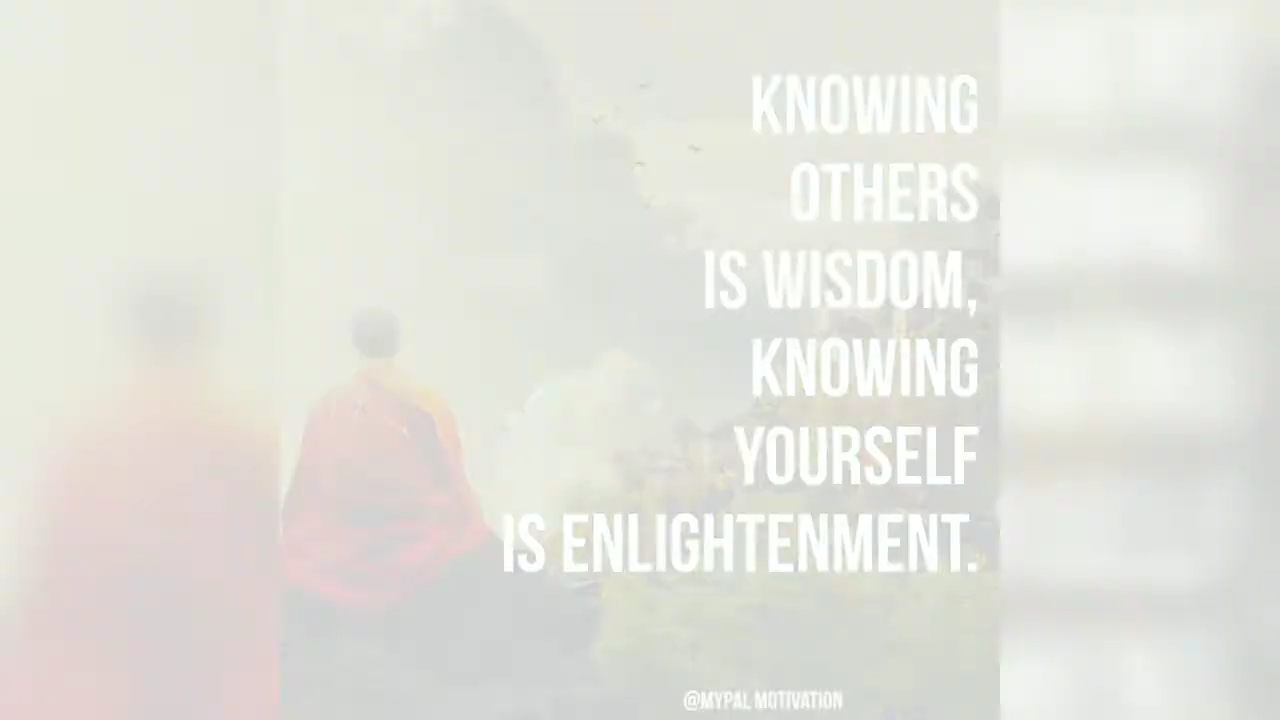 KNOWING
OTHERS
IS WISDOM,
KNOWING
YOURSELF
IS ENLIGHTENMENT.
@MYPAL MOTIVATION